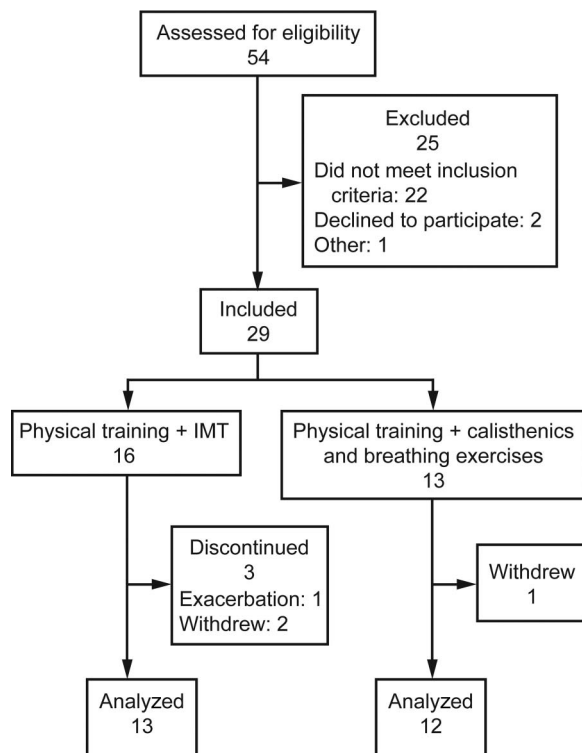 Assessed for eligibility
54
Excluded
25
Did not meet inclusion
criteria: 22
Declined to participate: 2
Other: 1
Included
29
Physical training + IMT
16
Physical training + calisthenics
and breathing exercises
13
Discontinued
3
Exacerbation: 1
Withdrew: 2
Withdrew
1
Analyzed
13
Analyzed
12